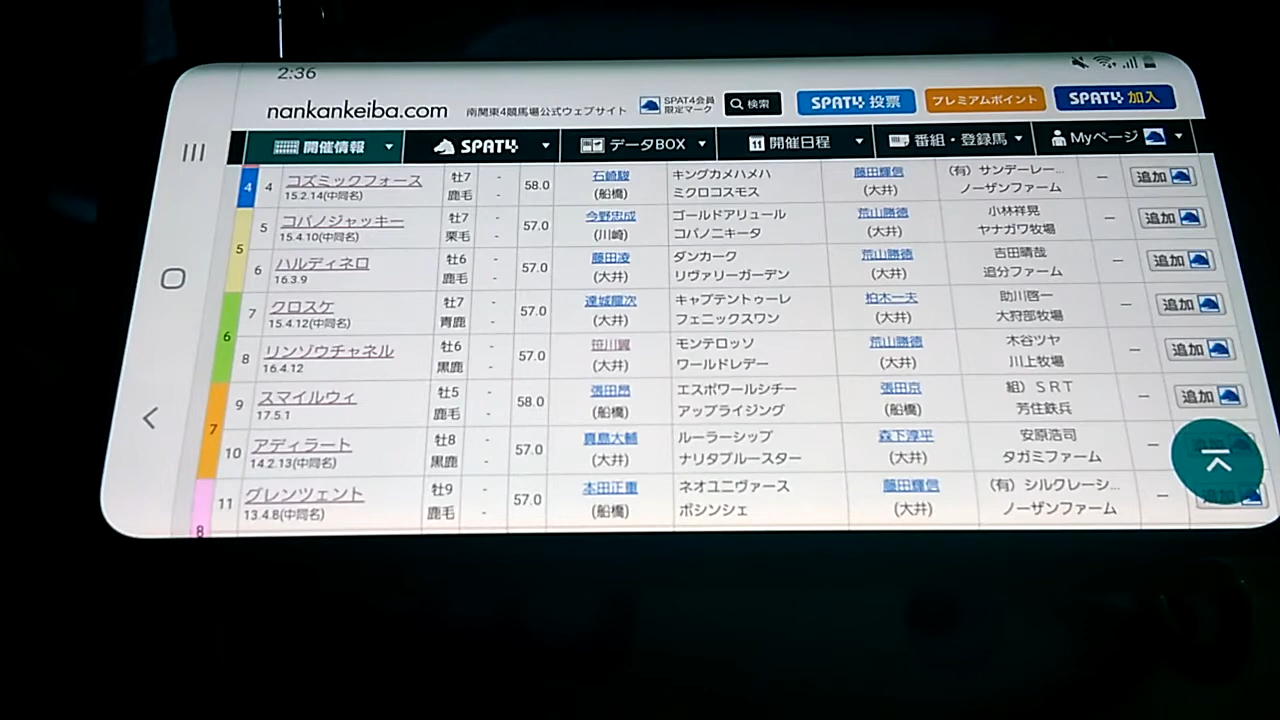 2:36
nankankeiba.com 南関東4競馬場公式ウェブサイト SPAT4会員 限定マーク 検索 SPAT4 投票 プレミアムポイント SPAT4 加入
開催情報 SPAT4 データBOX 開催日程 番組・登録馬 Myページ
4 4 コズミックフォース 牡7 - 58.0 石崎駿 キングカメハメハ 藤田輝信 (有) サンデーレー... — 追加
15.2.14(中同名) 鹿毛 - (船橋) ミクロコスモス (大井) ノーザンファーム
5 5 コパノジャッキー 牡7 - 57.0 今野忠成 ゴールドアリュール 荒山勝徳 小林祥晃 — 追加
15.4.10(中同名) 栗毛 - (川崎) コパノニキータ (大井) ヤナガワ牧場
6 ハルディネロ 牡6 - 57.0 藤田凌 ダンカーク 荒山勝徳 吉田晴哉 — 追加
16.3.9 鹿毛 - (大井) リヴァリーガーデン (大井) 追分ファーム
6 7 クロスケ 牡7 - 57.0 達城龍次 キャプテントゥーレ 柏木一夫 助川啓一 — 追加
15.4.12(中同名) 青鹿 - (大井) フェニックスワン (大井) 大狩部牧場
8 リンゾウチャネル 牡6 - 57.0 笹川翼 モンテロッソ 荒山勝徳 木谷ツヤ — 追加
16.4.12 黒鹿 - (大井) ワールドレデー (大井) 川上牧場
7 9 スマイルウィ 牡5 - 58.0 張田昂 エスポワールシチー 張田京 組) ＳＲＴ — 追加
17.5.1 鹿毛 - (船橋) アップライジング (船橋) 芳住鉄兵
10 アディラート 牡8 - 57.0 真島大輔 ルーラーシップ 森下淳平 安原浩司 — 追加
14.2.13(中同名) 黒鹿 - (大井) ナリタブルースター (大井) タガミファーム
8 11 グレンツェント 牡9 - 57.0 本田正重 ネオユニヴァース 藤田輝信 (有) シルクレーシ... — 追加
13.4.8(中同名) 鹿毛 - (船橋) ボシンシェ (大井) ノーザンファーム